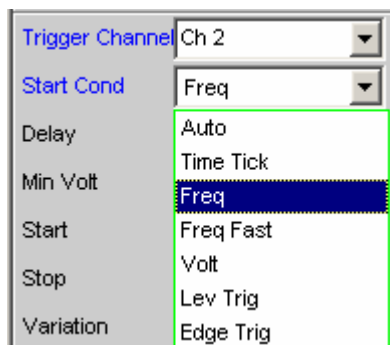 Trigger Channel Ch 2
Start Cond Freq
Delay Auto
Time Tick
Min Volt
Freq
Start Freq Fast
Volt
Stop
Lev Trig
Variation Edge Trig